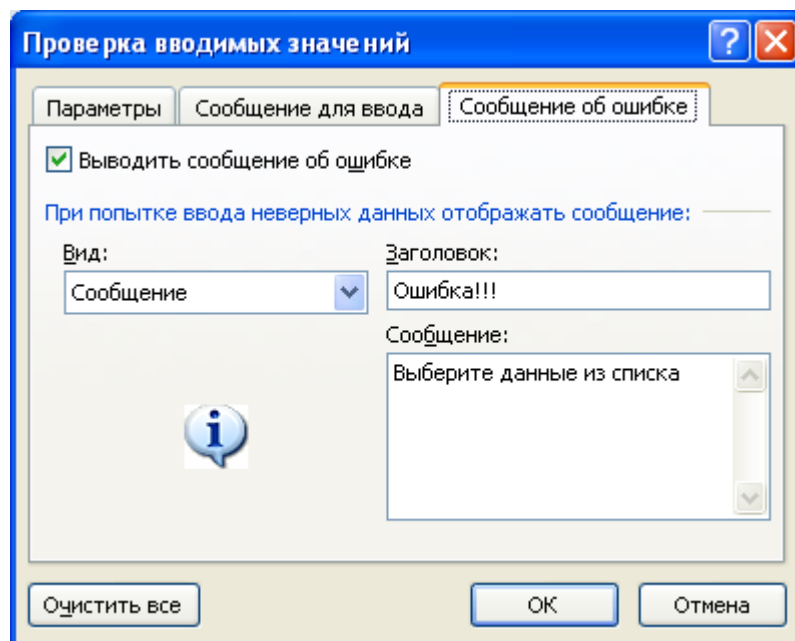 Проверка вводимых значений
Параметры Сообщение для ввода Сообщение об ошибке
Выводить сообщение об ошибке
При попытке ввода неверных данных отображать сообщение:
Вид: Заголовок:
Сообщение Ошибка!!!
Сообщение:
Выберите данные из списка
Очистить все ОК Отмена